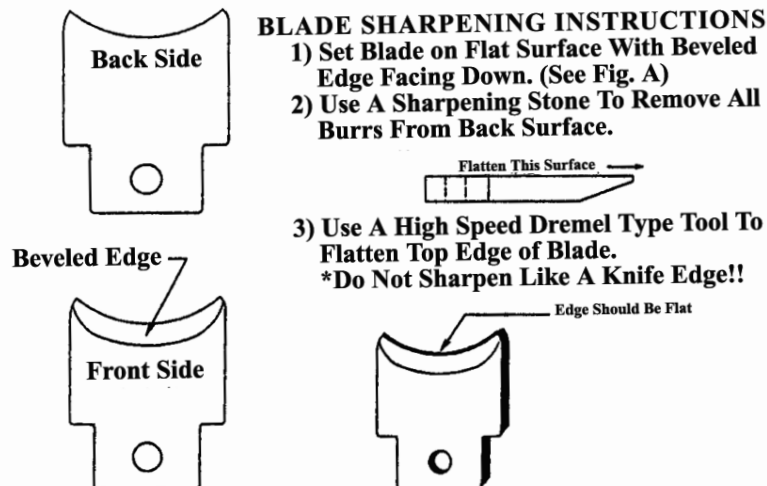 BLADE SHARPENING INSTRUCTIONS
1) Set Blade on Flat Surface With Beveled
Edge Facing Down. (See Fig. A)
2) Use A Sharpening Stone To Remove All
Burrs From Back Surface.
Flatten This Surface
3) Use A High Speed Dremel Type Tool To
Flatten Top Edge of Blade.
*Do Not Sharpen Like A Knife Edge!!
Edge Should Be Flat
Back Side
Beveled Edge
Front Side